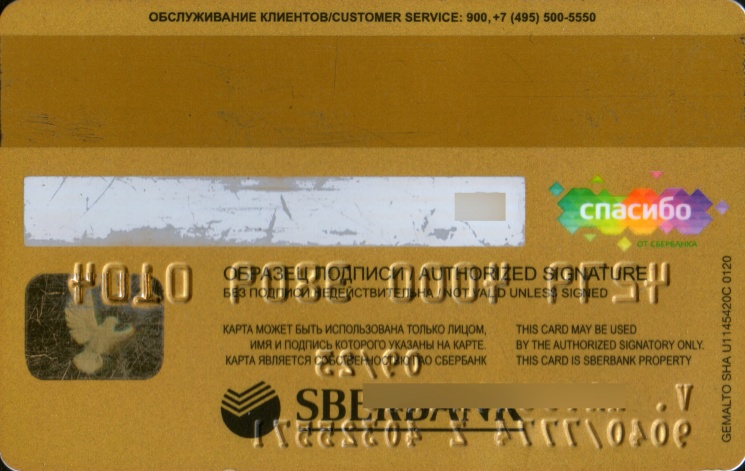 ОБСЛУЖИВАНИЕ КЛИЕНТОВ/CUSTOMER SERVICE: 900, +7 (495) 500-5550
спасибо
ОТ СБЕРБАНКА
ОБРАЗЕЦ ПОДПИСИ / AUTHORIZED SIGNATURE
БЕЗ ПОДПИСИ НЕДЕЙСТВИТЕЛЬНА / NOT VALID UNLESS SIGNED
КАРТА МОЖЕТ БЫТЬ ИСПОЛЬЗОВАНА ТОЛЬКО ЛИЦОМ,
ИМЯ И ПОДПИСЬ КОТОРОГО УКАЗАНЫ НА КАРТЕ.
КАРТА ЯВЛЯЕТСЯ СОБСТВЕННОСТЬЮ ПАО СБЕРБАНК
THIS CARD MAY BE USED
BY THE AUTHORIZED SIGNATORY ONLY.
THIS CARD IS SBERBANK PROPERTY
SBERBANK
GEMALTO SHA U1145420C 0120